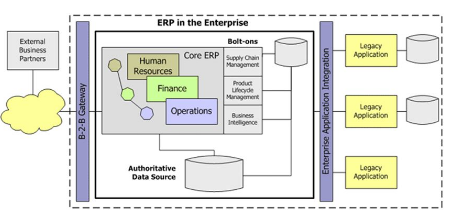 ERP in the Enterprise
External
Business
Partners
B-2-B Gateway
Core ERP
Human
Resources
Finance
Operations
Bolt-ons
Supply Chain
Management
Product
Lifecycle
Management
Business
Intelligence
Authoritative
Data Source
Enterprise Application Integration
Legacy
Application
Legacy
Application
Legacy
Application